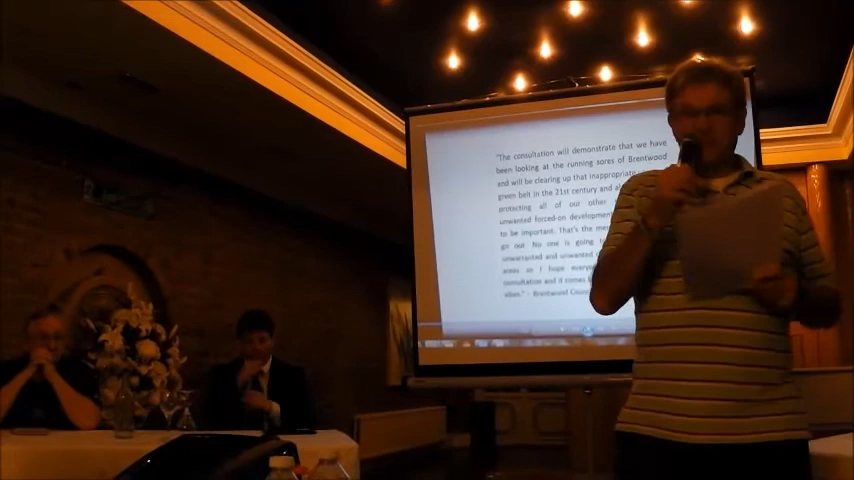 "The consultation will demonstrate that we have
been looking at the running sores of Brentwood
and will be clearing up that inappropriate
green belt in the 21st century and al
protecting all of our other
unwanted forced-on development
to be important. That's the mes
go out. No one is going
unwarranted and unwanted
areas so I hope every
consultation and it comes
" - Brentwood Counc